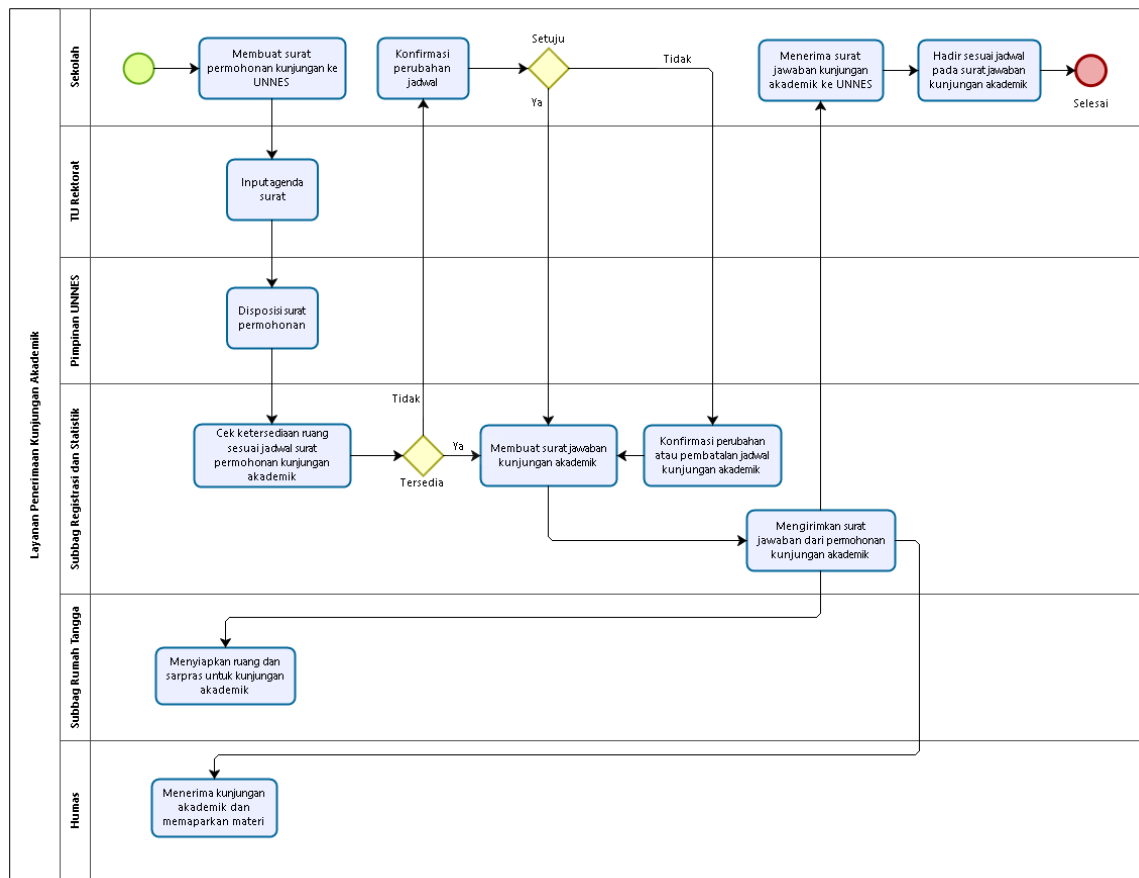 Layanan Penerimaan Kunjungan Akademik
Sekolah
Membuat surat
permohonan kunjungan ke
UNNES
Konfirmasi
perubahan
jadwal
Setuju
Ya
Tidak
Menerima surat
jawaban kunjungan
akademik ke UNNES
Hadir sesuai jadwal
pada surat jawaban
kunjungan akademik
Selesai
TU Rektorat
Input agenda
surat
Pimpinan UNNES
Disposisi surat
permohonan
Subbag Registrasi dan Statistik
Cek ketersediaan ruang
sesuai jadwal surat
permohonan kunjungan
akademik
Tidak
Ya
Tersedia
Membuat surat jawaban
kunjungan akademik
Konfirmasi perubahan
atau pembatalan jadwal
kunjungan akademik
Mengirimkan surat
jawaban dari permohonan
kunjungan akademik
Subbag Rumah Tangga
Menyiapkan ruang dan
sarpras untuk kunjungan
akademik
Humas
Menerima kunjungan
akademik dan
memaparkan materi